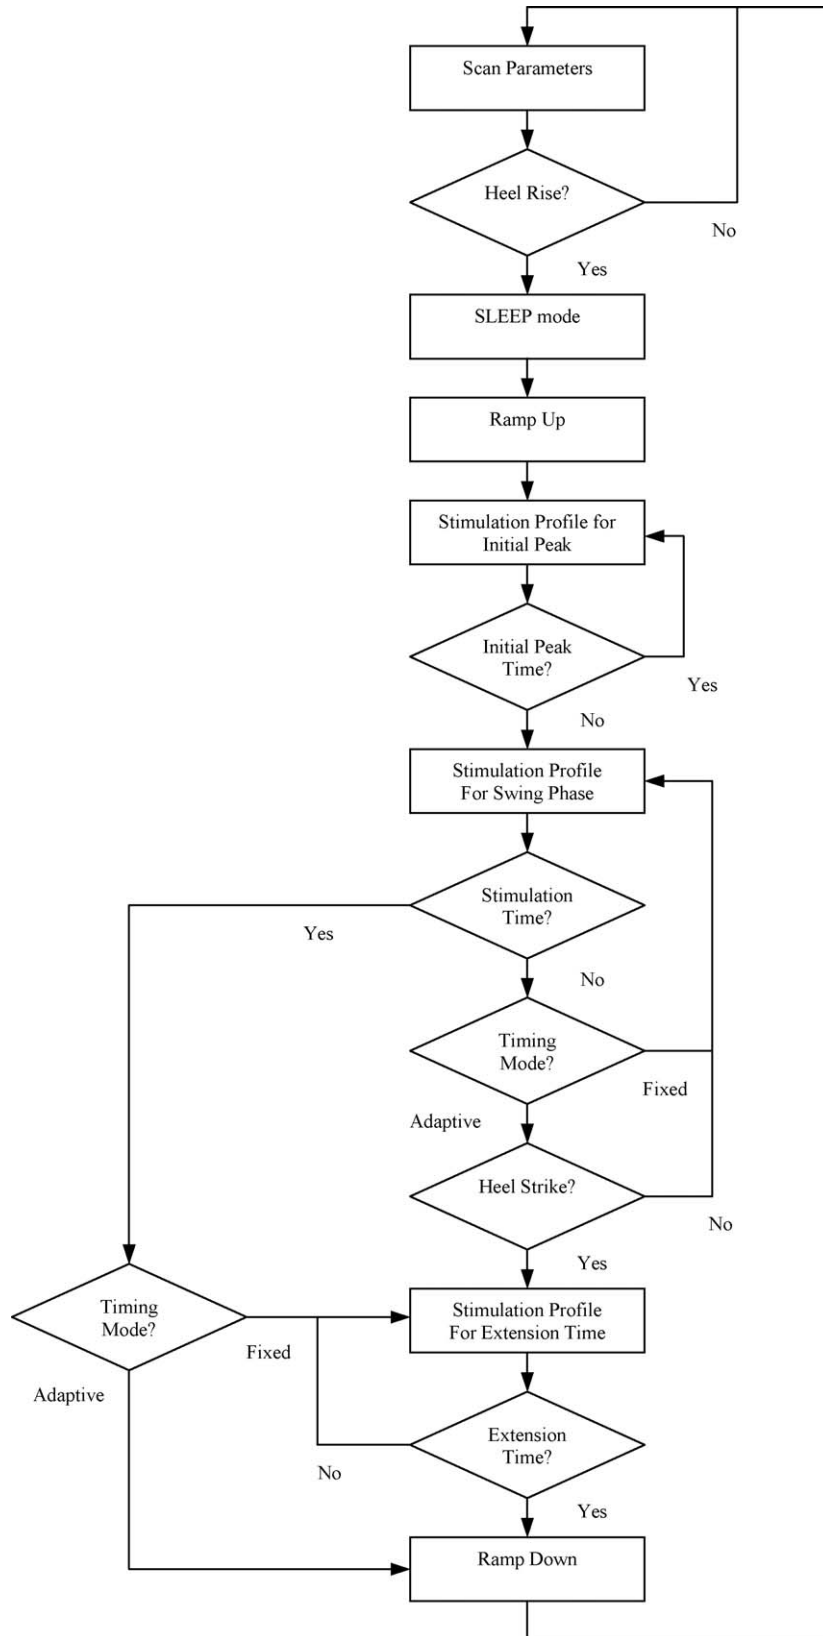 Scan Parameters
Heel Rise?
No
Yes
SLEEP mode
Ramp Up
Stimulation Profile for
Initial Peak
Initial Peak
Time?
Yes
No
Stimulation Profile
For Swing Phase
Stimulation
Time?
Yes
No
Timing
Mode?
Fixed
Adaptive
Heel Strike?
No
Yes
Timing
Mode?
Fixed
Adaptive
Stimulation Profile
For Extension Time
Extension
Time?
No
Yes
Ramp Down